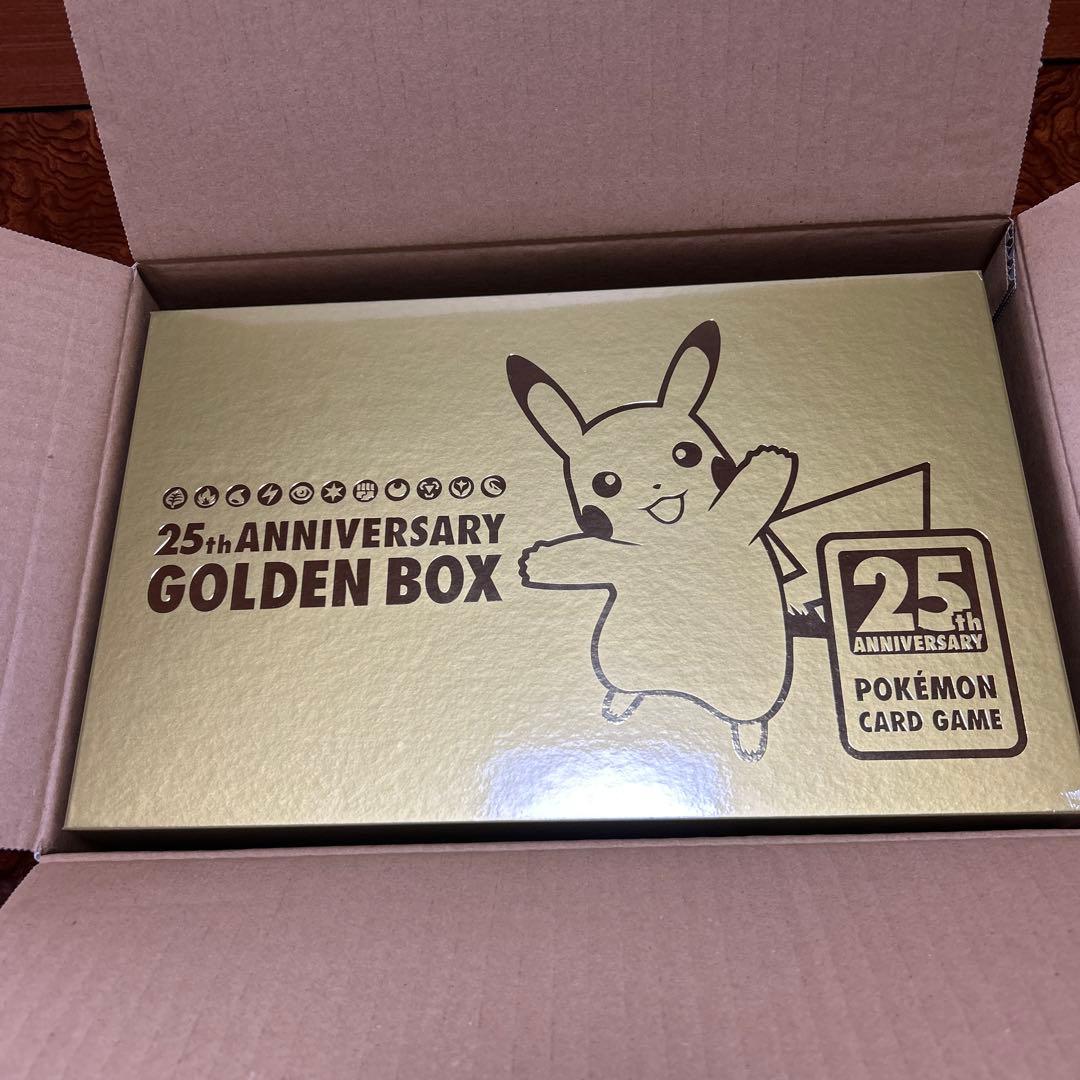 25th ANNIVERSARY
GOLDEN BOX
25th
ANNIVERSARY
POKÉMON
CARD GAME